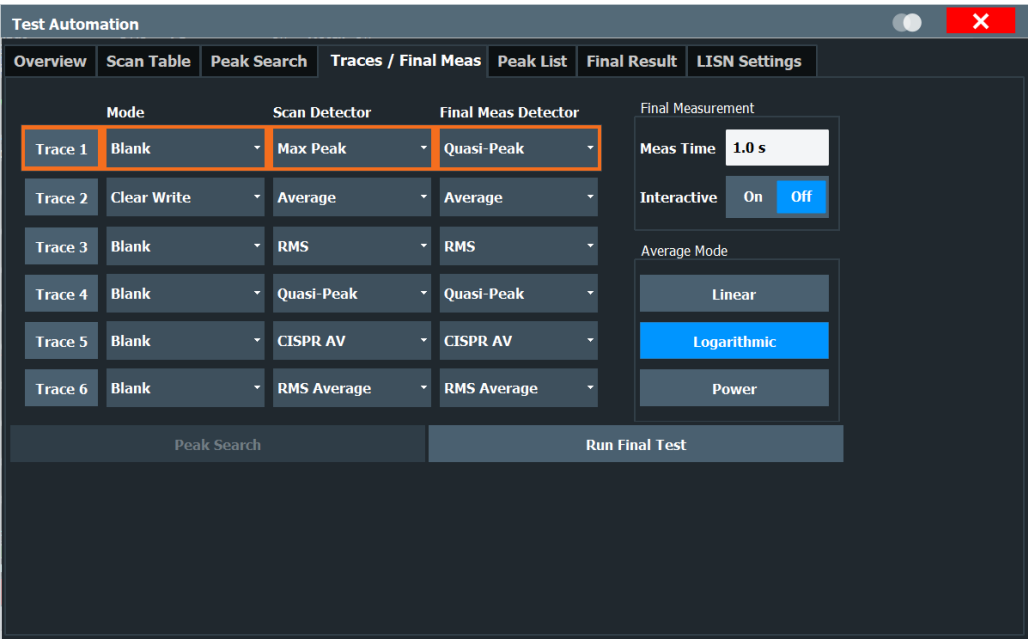 Test Automation
Overview Scan Table Peak Search Traces / Final Meas Peak List Final Result LISN Settings
Mode Scan Detector Final Meas Detector Final Measurement
Trace 1 Blank Max Peak Quasi-Peak Meas Time 1.0 s
Trace 2 Clear Write Average Average Interactive On Off
Trace 3 Blank RMS RMS Average Mode
Trace 4 Blank Quasi-Peak Quasi-Peak Linear
Trace 5 Blank CISPR AV CISPR AV Logarithmic
Trace 6 Blank RMS Average RMS Average Power
Peak Search Run Final Test